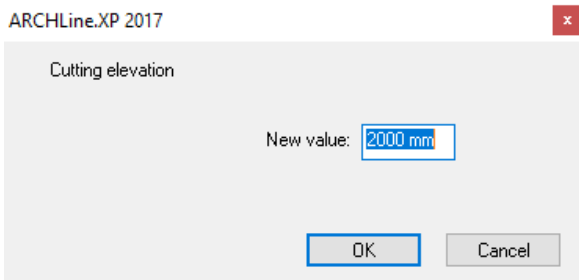 ARCHLine.XP 2017
x
Cutting elevation
New value: 2000 mm
OK Cancel